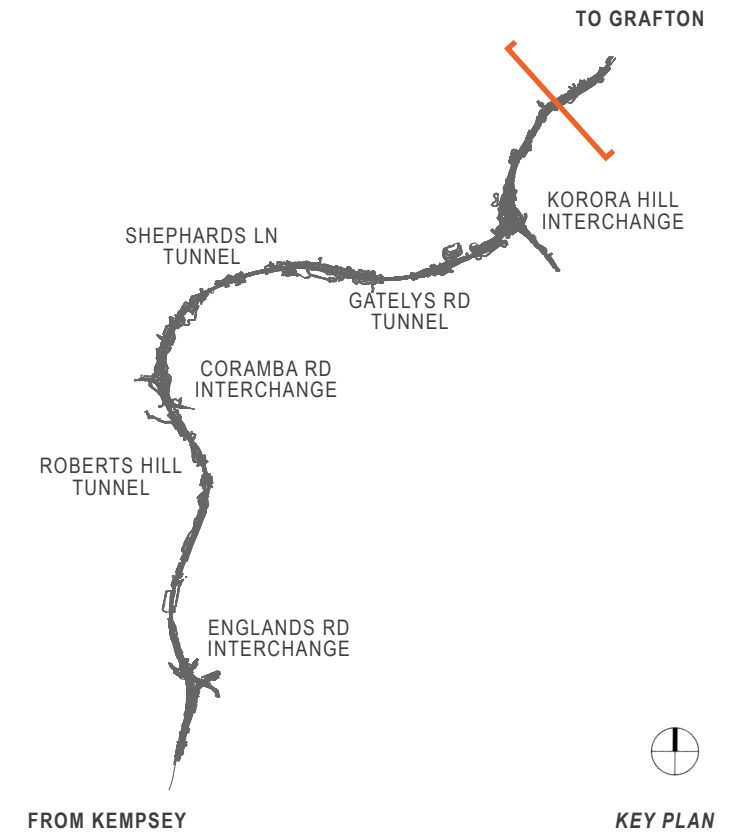 TO GRAFTON
KORORA HILL
INTERCHANGE
SHEPHARDS LN
TUNNEL
GATELYS RD
TUNNEL
CORAMBA RD
INTERCHANGE
ROBERTS HILL
TUNNEL
ENGLANDS RD
INTERCHANGE
FROM KEMPSEY
KEY PLAN